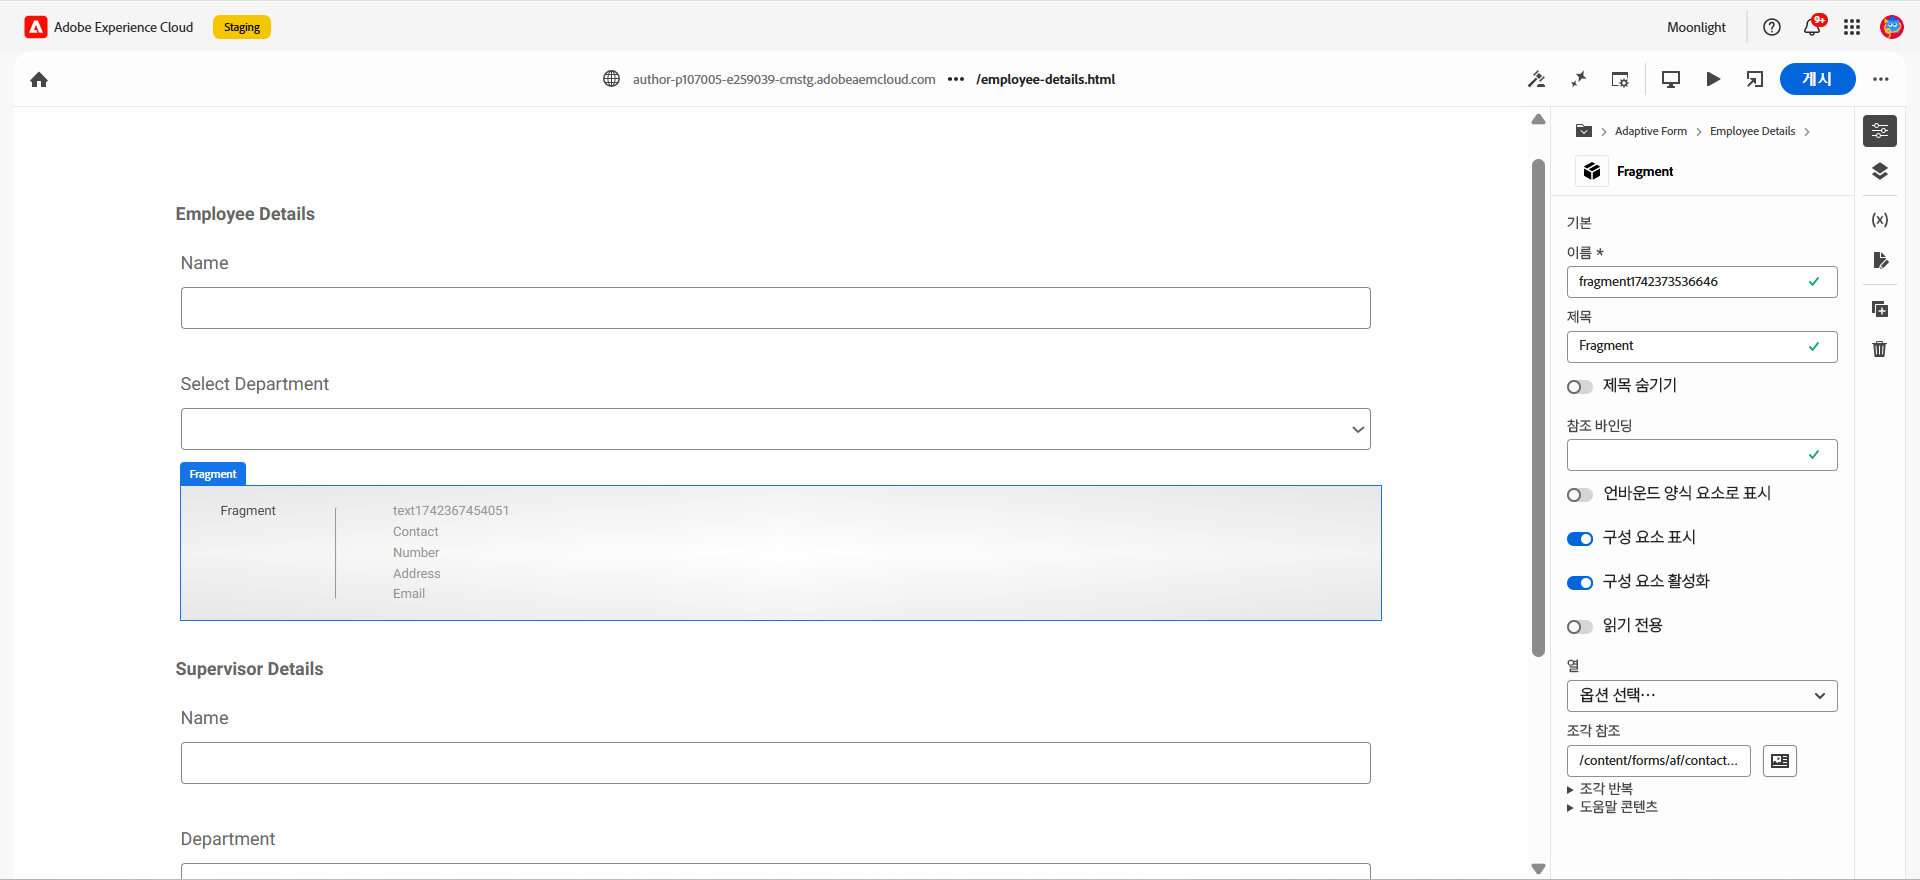 Adobe Experience Cloud
Staging
Moonlight
9+
author-p107005-e259039-cmstg.adobeaemcloud.com ••• /employee-details.html
게시
Adaptive Form
Employee Details
Fragment
Employee Details
Name
Select Department
Fragment
Fragment
text1742367454051
Contact
Number
Address
Email
Supervisor Details
Name
Department
기본
이름 *
fragment1742373536646
제목
Fragment
제목 숨기기
참조 바인딩
언바운드 양식 요소로 표시
구성 요소 표시
구성 요소 활성화
읽기 전용
열
옵션 선택…
조각 참조
/content/forms/af/contact...
조각 반복
도움말 콘텐츠
(x)